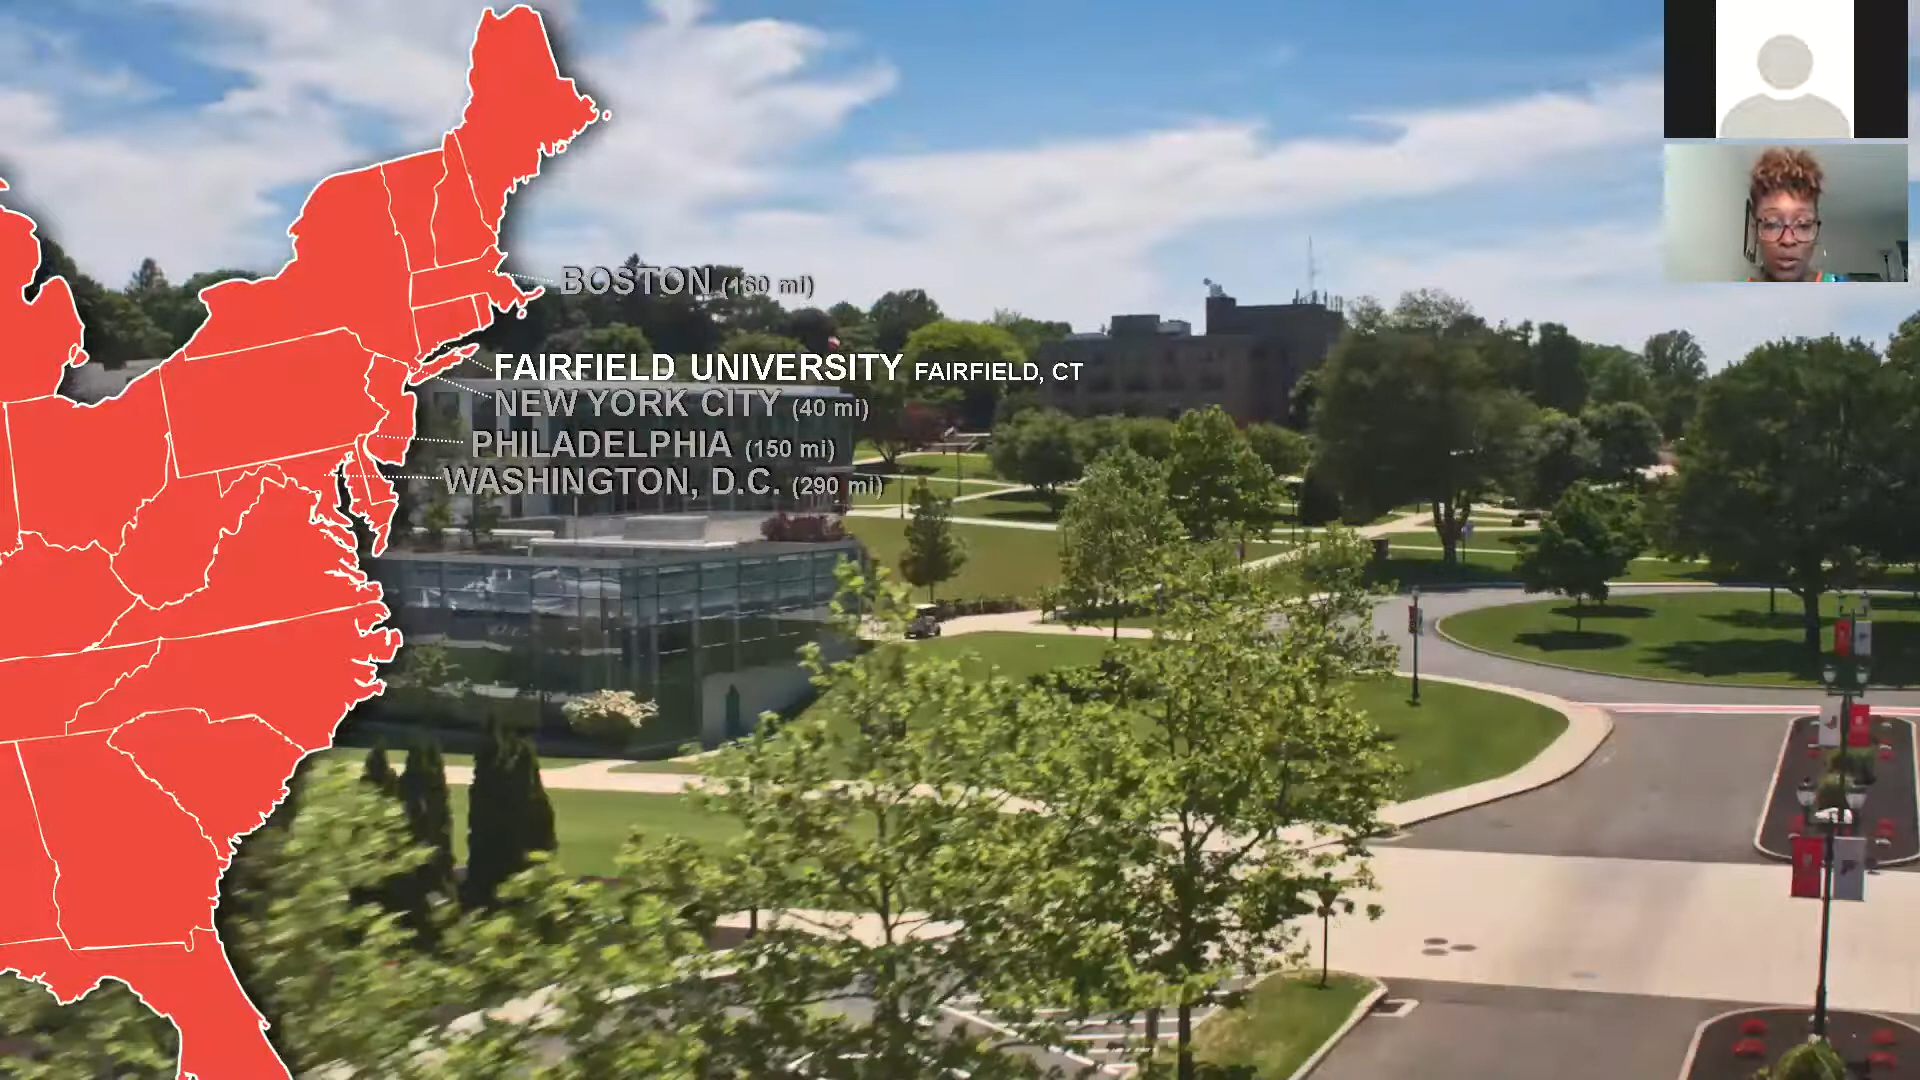 BOSTON (160 mi)
FAIRFIELD UNIVERSITY FAIRFIELD, CT
NEW YORK CITY (40 mi)
PHILADELPHIA (150 mi)
WASHINGTON, D.C. (290 mi)